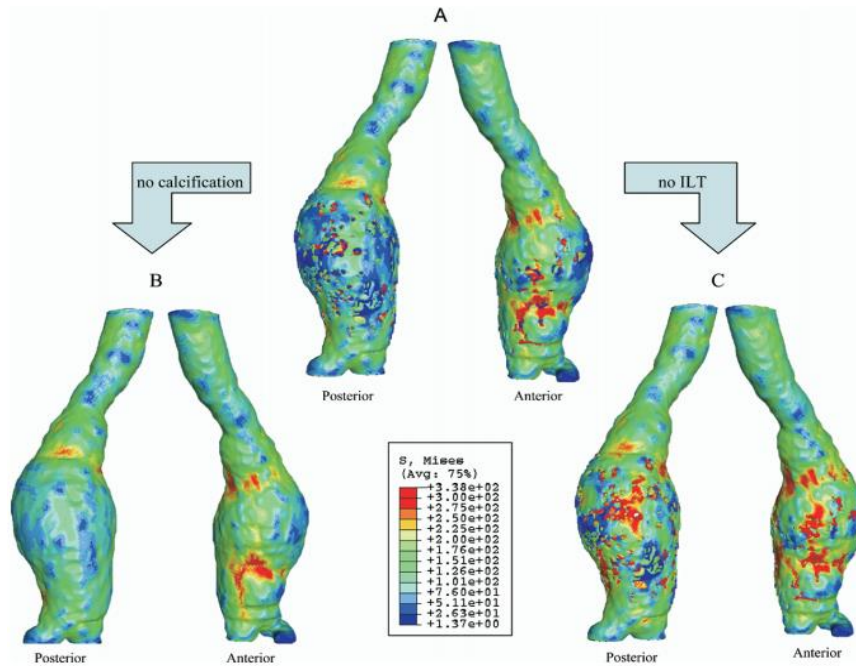 A
no calcification
no ILT
B
C
Posterior
Anterior
S, Mises
(Avg: 75%)
+3.38e+02
+3.00e+02
+2.75e+02
+2.50e+02
+2.25e+02
+2.00e+02
+1.76e+02
+1.51e+02
+1.26e+02
+1.01e+02
+7.60e+01
+5.11e+01
+2.63e+01
+1.37e+00
Posterior
Anterior
Posterior
Anterior